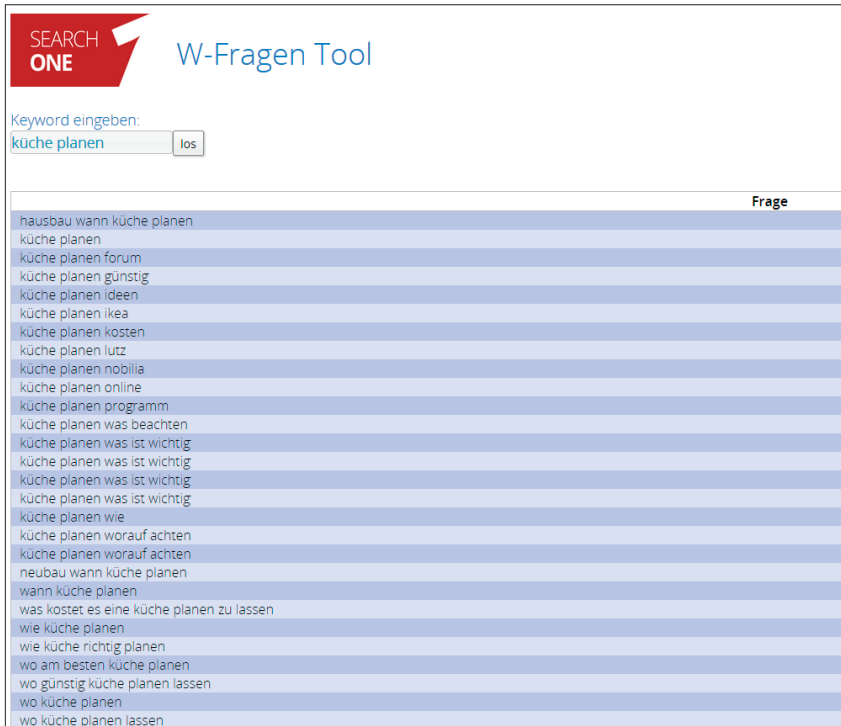 SEARCH
ONE
W-Fragen Tool
Keyword eingeben:
küche planen los
Frage
hausbau wann küche planen
küche planen
küche planen forum
küche planen günstig
küche planen ideen
küche planen ikea
küche planen kosten
küche planen lutz
küche planen nobilia
küche planen online
küche planen programm
küche planen was beachten
küche planen was ist wichtig
küche planen was ist wichtig
küche planen was ist wichtig
küche planen was ist wichtig
küche planen wie
küche planen worauf achten
küche planen worauf achten
neubau wann küche planen
wann küche planen
was kostet es eine küche planen zu lassen
wie küche planen
wie küche richtig planen
wo am besten küche planen
wo günstig küche planen lassen
wo küche planen
wo küche planen lassen